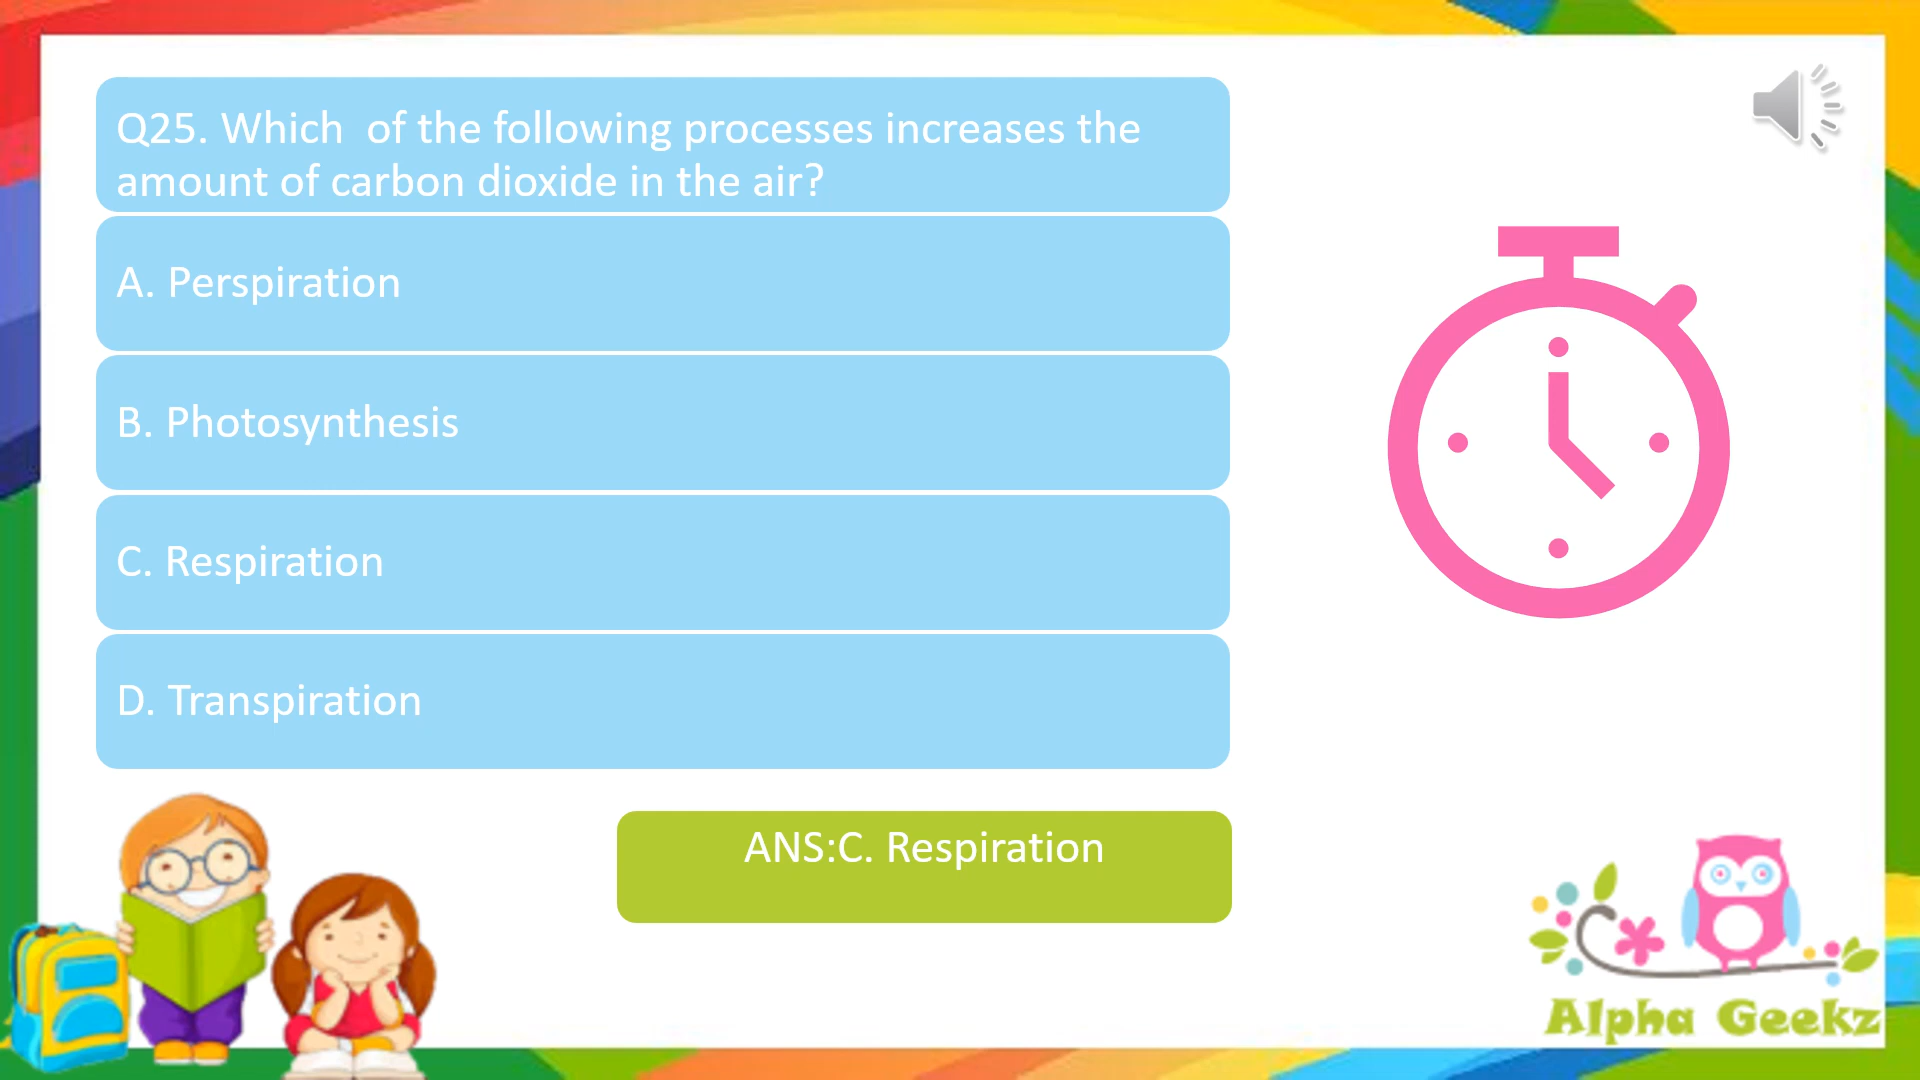 Q25. Which  of the following processes increases the
amount of carbon dioxide in the air?
A. Perspiration
B. Photosynthesis
C. Respiration
D. Transpiration
ANS:C. Respiration
Alpha Geekz